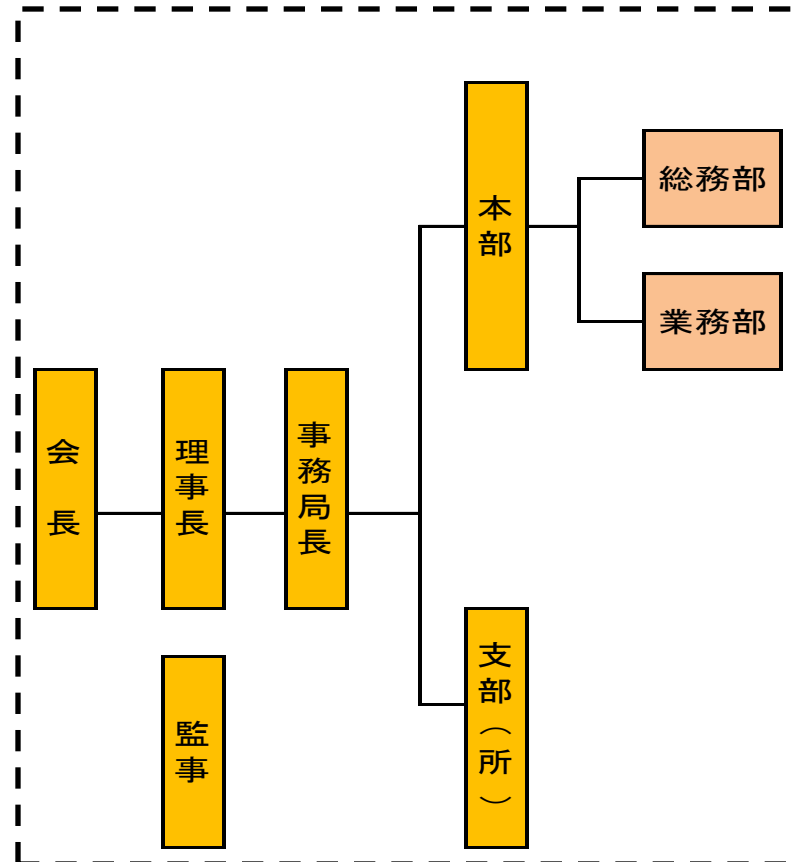 本部
総務部
業務部
会長
理事長
事務局長
監事
支部（所）